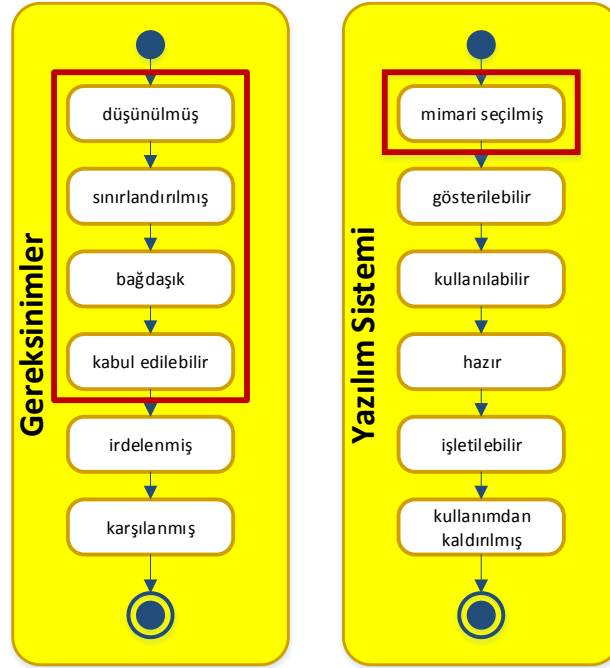 Gereksinimler
düşünülmüş
sınırlandırılmış
bağdaşık
kabul edilebilir
irdelenmiş
karşılanmış
Yazılım Sistemi
mimari seçilmiş
gösterilebilir
kullanılabilir
hazır
işletilebilir
kullanımdan
kaldırılmış